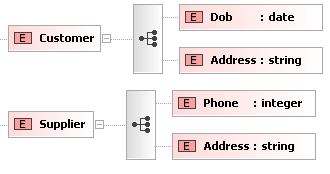 E Dob : date
E Customer
E Address : string
E Phone : integer
E Supplier
E Address : string